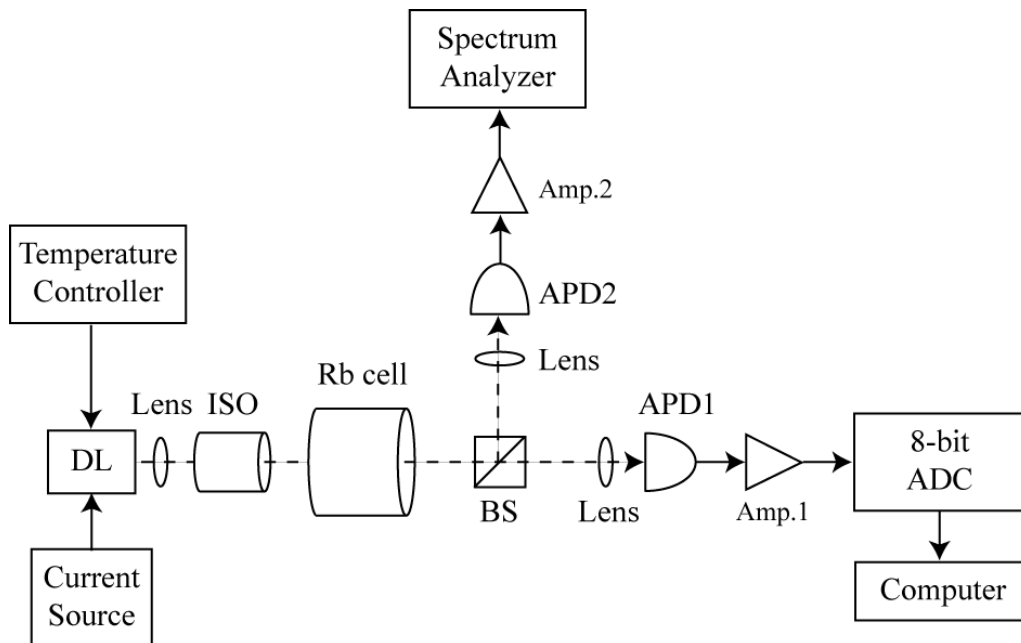 Spectrum
Analyzer
Amp.2
Temperature
Controller
APD2
Lens
Rb cell
Lens
ISO
APD1
DL
8-bit
ADC
BS
Lens
Amp.1
Current
Source
Computer